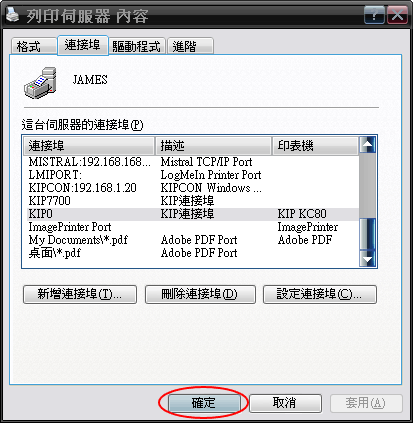 列印伺服器 內容
格式 連接埠 驅動程式 進階
JAMES
這台伺服器的連接埠(P)
連接埠 描述 印表機
MISTRAL:192.168.168... Mistral TCP/IP Port
LMIPORT: LogMeIn Printer Port
KIPCON:192.168.1.20 KIPCON Windows ...
KIP7700 KIP連接埠
KIP0 KIP連接埠 KIP KC80
ImagePrinter Port ImagePrinter
My Documents\*.pdf Adobe PDF Port Adobe PDF
桌面\*.pdf Adobe PDF Port
新增連接埠(T)... 刪除連接埠(D) 設定連接埠(C)...
確定 取消 套用(A)